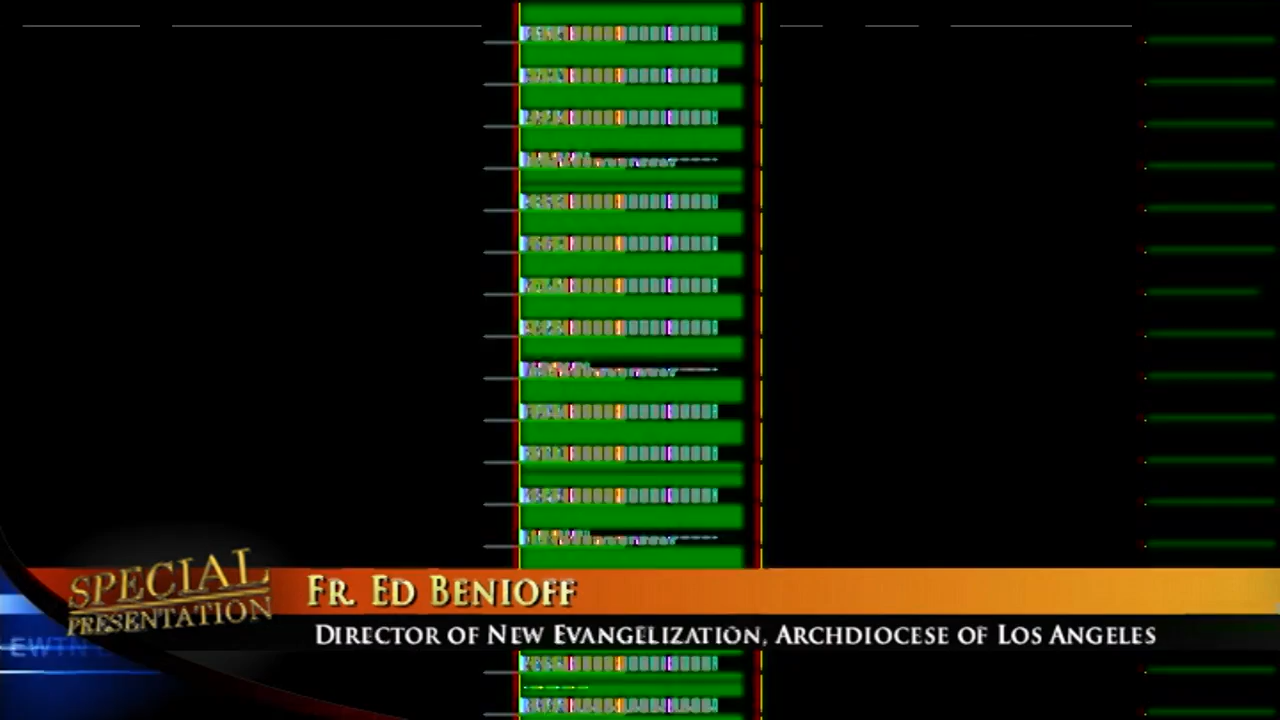 SPECIAL
PRESENTATION
FR. ED BENIOFF
DIRECTOR OF NEW EVANGELIZATION, ARCHDIOCESE OF LOS ANGELES
EWTN